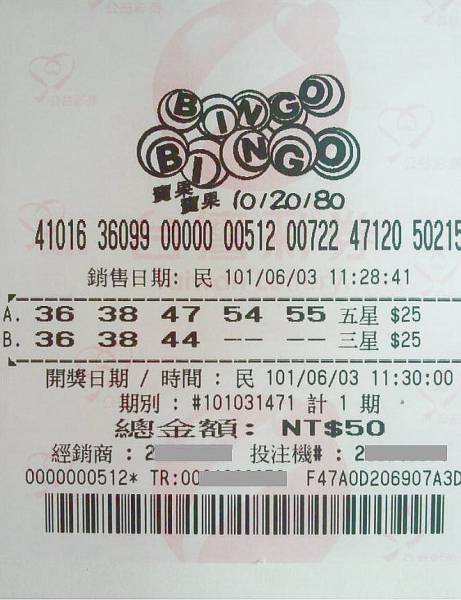 BINGO
BINGO
賓果
賓果 10/20/80
41016 36099 00000 00512 00722 47120 50215
銷售日期: 民 101/06/03 11:28:41
A. 36 38 47 54 55 五星 $25
B. 36 38 44 -- -- 三星 $25
開獎日期 / 時間 : 民 101/06/03 11:30:00
期別 : #101031471 計 1 期
總金額: NT$50
經銷商 : 2 投注機# : 2
0000000512* TR:00 F47A0D206907A3D